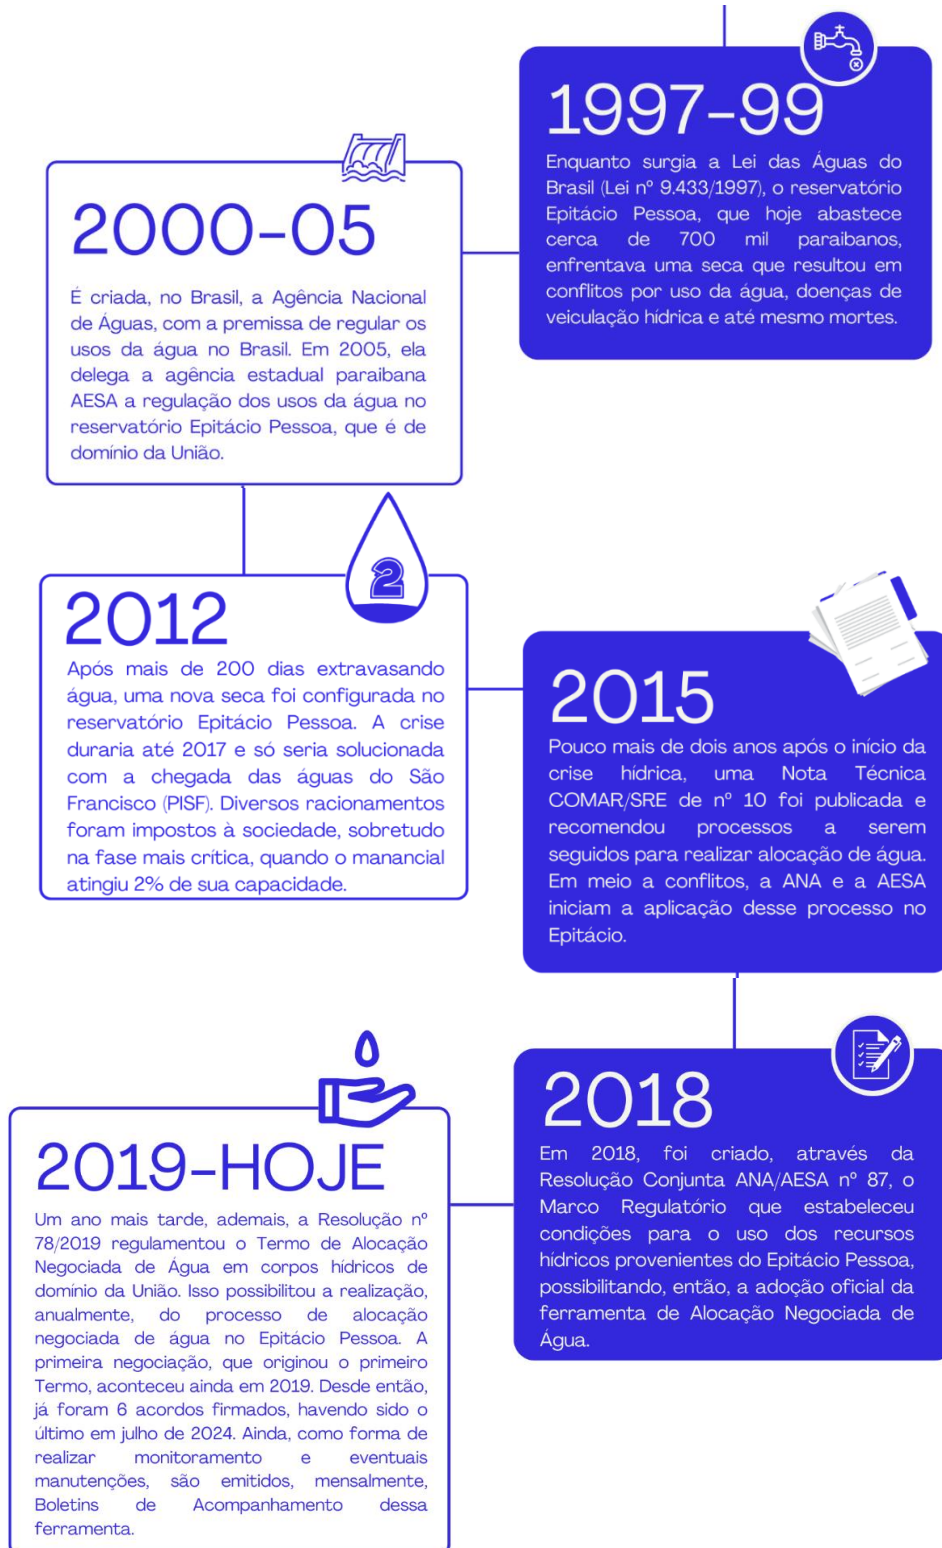 1997-99
Enquanto surgia a Lei das Águas do
Brasil (Lei nº 9.433/1997), o reservatório
Epitácio Pessoa, que hoje abastece
cerca de 700 mil paraibanos,
enfrentava uma seca que resultou em
conflitos por uso da água, doenças de
veiculação hídrica e até mesmo mortes.
2000-05
É criada, no Brasil, a Agência Nacional
de Águas, com a premissa de regular os
usos da água no Brasil. Em 2005, ela
delega a agência estadual paraibana
AESA a regulação dos usos da água no
reservatório Epitácio Pessoa, que é de
domínio da União.
2
2012
Após mais de 200 dias extravasando
água, uma nova seca foi configurada no
reservatório Epitácio Pessoa. A crise
duraria até 2017 e só seria solucionada
com a chegada das águas do São
Francisco (PISF). Diversos racionamentos
foram impostos à sociedade, sobretudo
na fase mais crítica, quando o manancial
atingiu 2% de sua capacidade.
2015
Pouco mais de dois anos após o início da
crise hídrica, uma Nota Técnica
COMAR/SRE de nº 10 foi publicada e
recomendou processos a serem
seguidos para realizar alocação de água.
Em meio a conflitos, a ANA e a AESA
iniciam a aplicação desse processo no
Epitácio.
2018
Em 2018, foi criado, através da
Resolução Conjunta ANA/AESA nº 87, o
Marco Regulatório que estabeleceu
condições para o uso dos recursos
hídricos provenientes do Epitácio Pessoa,
possibilitando, então, a adoção oficial da
ferramenta de Alocação Negociada de
Água.
2019-HOJE
Um ano mais tarde, ademais, a Resolução nº
78/2019 regulamentou o Termo de Alocação
Negociada de Água em corpos hídricos de
domínio da União. Isso possibilitou a realização,
anualmente, do processo de alocação
negociada de água no Epitácio Pessoa. A
primeira negociação, que originou o primeiro
Termo, aconteceu ainda em 2019. Desde então,
já foram 6 acordos firmados, havendo sido o
último em julho de 2024. Ainda, como forma de
realizar monitoramento e eventuais
manutenções, são emitidos, mensalmente,
Boletins de Acompanhamento dessa
ferramenta.